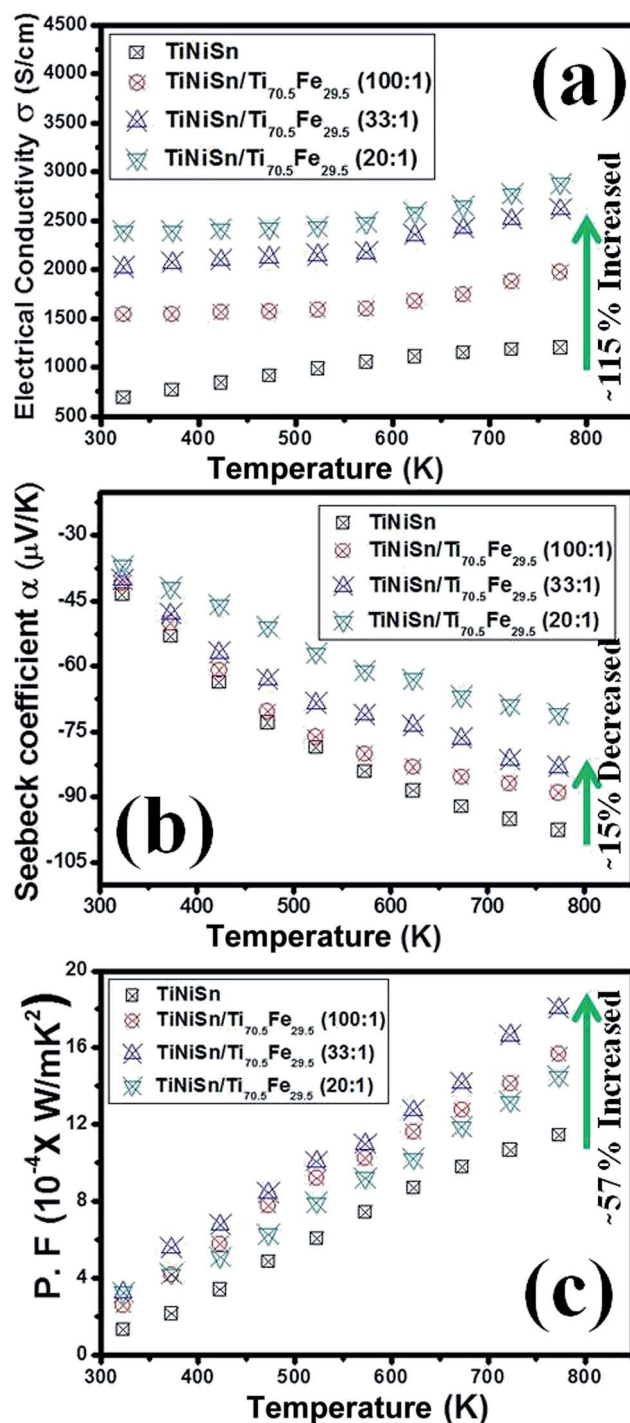 4500
4000
3500
3000
2500
2000
1500
1000
500
Electrical Conductivity σ (S/cm)
TiNiSn
TiNiSn/Ti70.5Fe29.5 (100:1)
TiNiSn/Ti70.5Fe29.5 (33:1)
TiNiSn/Ti70.5Fe29.5 (20:1)
(a)
~115% Increased
300 400 500 600 700 800
Temperature (K)
-30
-45
-60
-75
-90
-105
Seebeck coefficient α (μV/K)
TiNiSn
TiNiSn/Ti70.5Fe29.5 (100:1)
TiNiSn/Ti70.5Fe29.5 (33:1)
TiNiSn/Ti70.5Fe29.5 (20:1)
(b)
~15% Decreased
300 400 500 600 700 800
Temperature (K)
20
16
12
8
4
0
P. F (10⁻⁴X W/mK²)
TiNiSn
TiNiSn/Ti70.5Fe29.5 (100:1)
TiNiSn/Ti70.5Fe29.5 (33:1)
TiNiSn/Ti70.5Fe29.5 (20:1)
(c)
~57% Increased
300 400 500 600 700 800
Temperature (K)